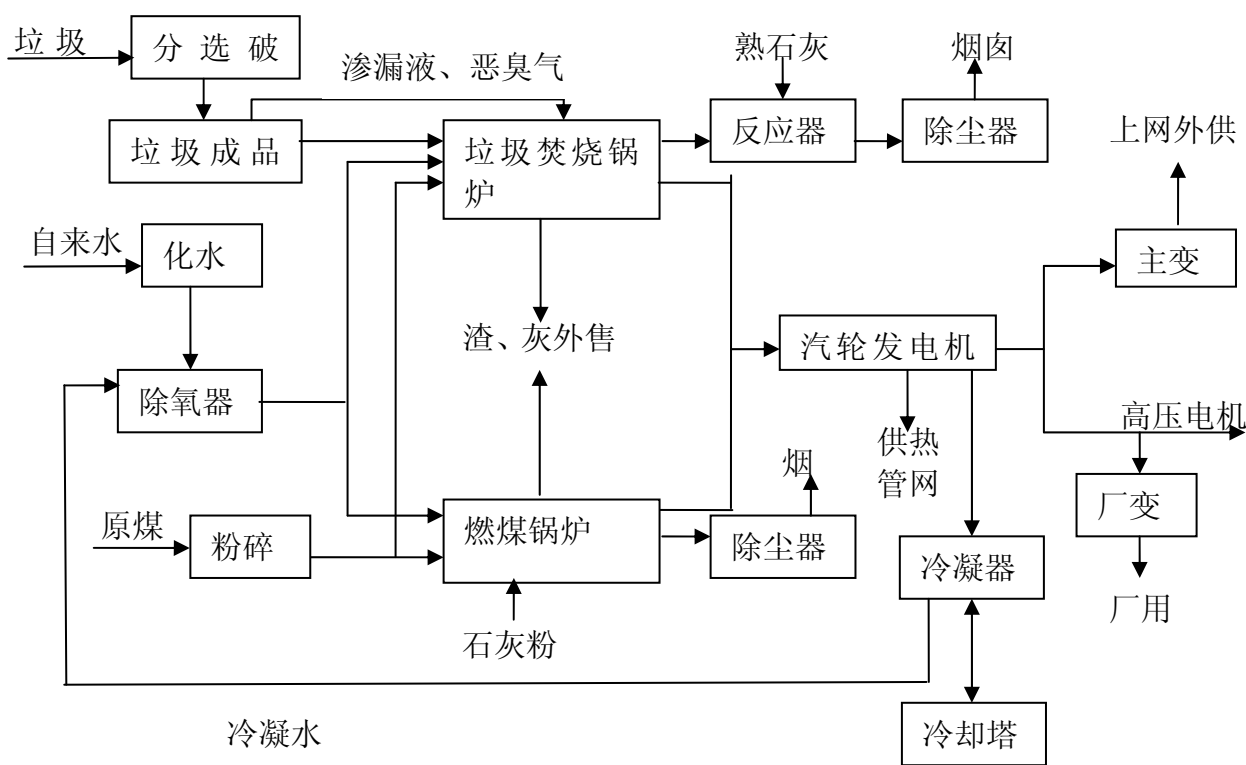 垃圾
分选破
渗漏液、恶臭气
熟石灰
烟囱
垃圾成品
垃圾焚烧锅
炉
反应器
除尘器
上网外供
自来水
化水
主变
渣、灰外售
汽轮发电机
除氧器
高压电机
供热
管网
烟
原煤
粉碎
燃煤锅炉
除尘器
厂变
冷凝器
厂用
石灰粉
冷凝水
冷却塔